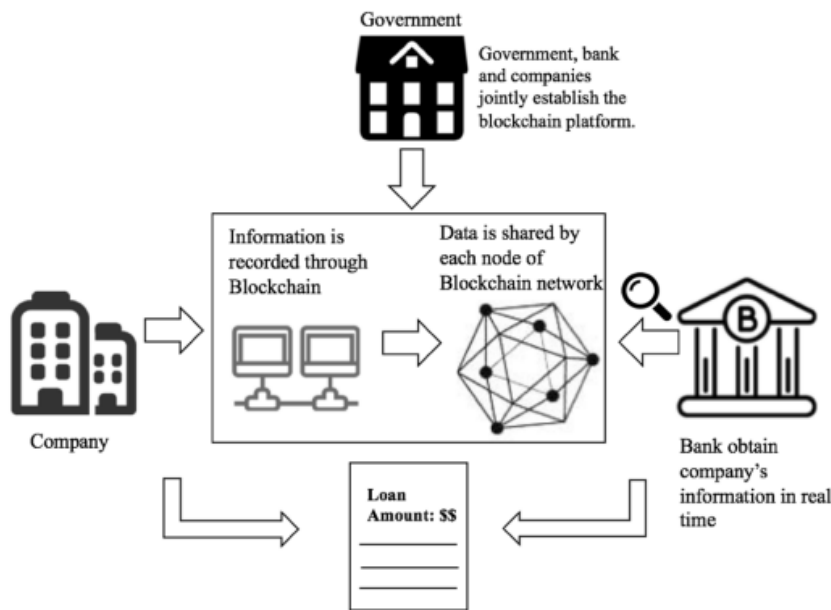 Government
Government, bank
and companies
jointly establish the
blockchain platform.
Information is
recorded through
Blockchain
Data is shared by
each node of
Blockchain network
B
Company
Bank obtain
company's
information in real
time
Loan
Amount: $$